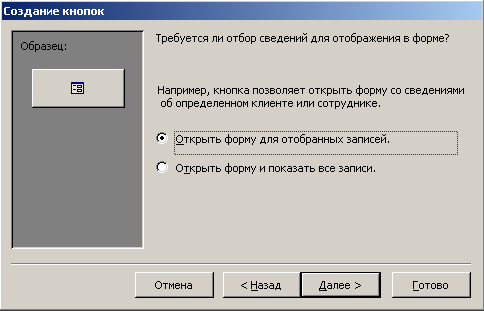 Создание кнопок
Образец:
Требуется ли отбор сведений для отображения в форме?
Например, кнопка позволяет открыть форму со сведениями
об определенном клиенте или сотруднике.
Открыть форму для отобранных записей.
Открыть форму и показать все записи.
Отмена
< Назад
Далее >
Готово